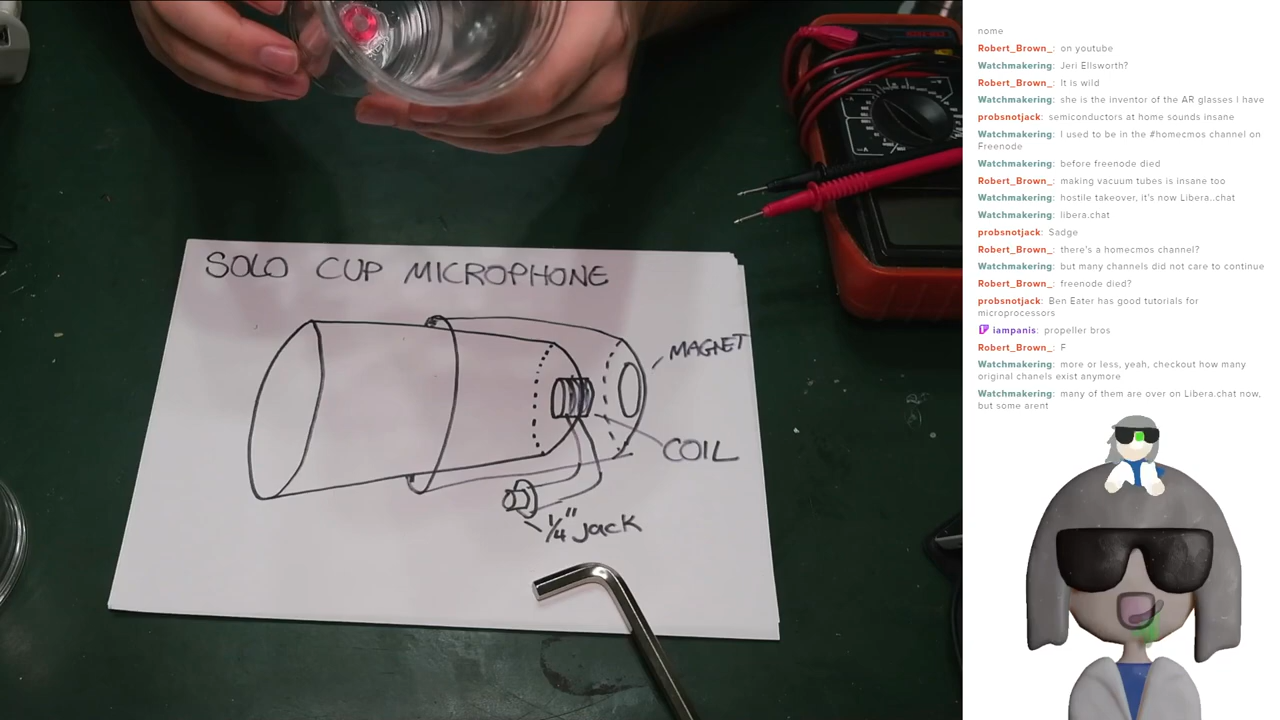 SOLO CUP MICROPHONE
MAGNET
COIL
1/4" Jack
nome
Robert_Brown_: on youtube
Watchmakering: Jeri Ellsworth?
Robert_Brown_: It is wild
Watchmakering: she is the inventor of the AR glasses I have
probsnotjack: semiconductors at home sounds insane
Watchmakering: I used to be in the #homecmos channel on
Freenode
Watchmakering: before freenode died
Robert_Brown_: making vacuum tubes is insane too
Watchmakering: hostile takeover, it's now Libera..chat
Watchmakering: libera.chat
probsnotjack: Sadge
Robert_Brown_: there's a homecmos channel?
Watchmakering: but many channels did not care to continue
Robert_Brown_: freenode died?
probsnotjack: Ben Eater has good tutorials for
microprocessors
iampanis: propeller bros
Robert_Brown_: F
Watchmakering: more or less, yeah, checkout how many
original chanels exist anymore
Watchmakering: many of them are over on Libera.chat now,
but some arent